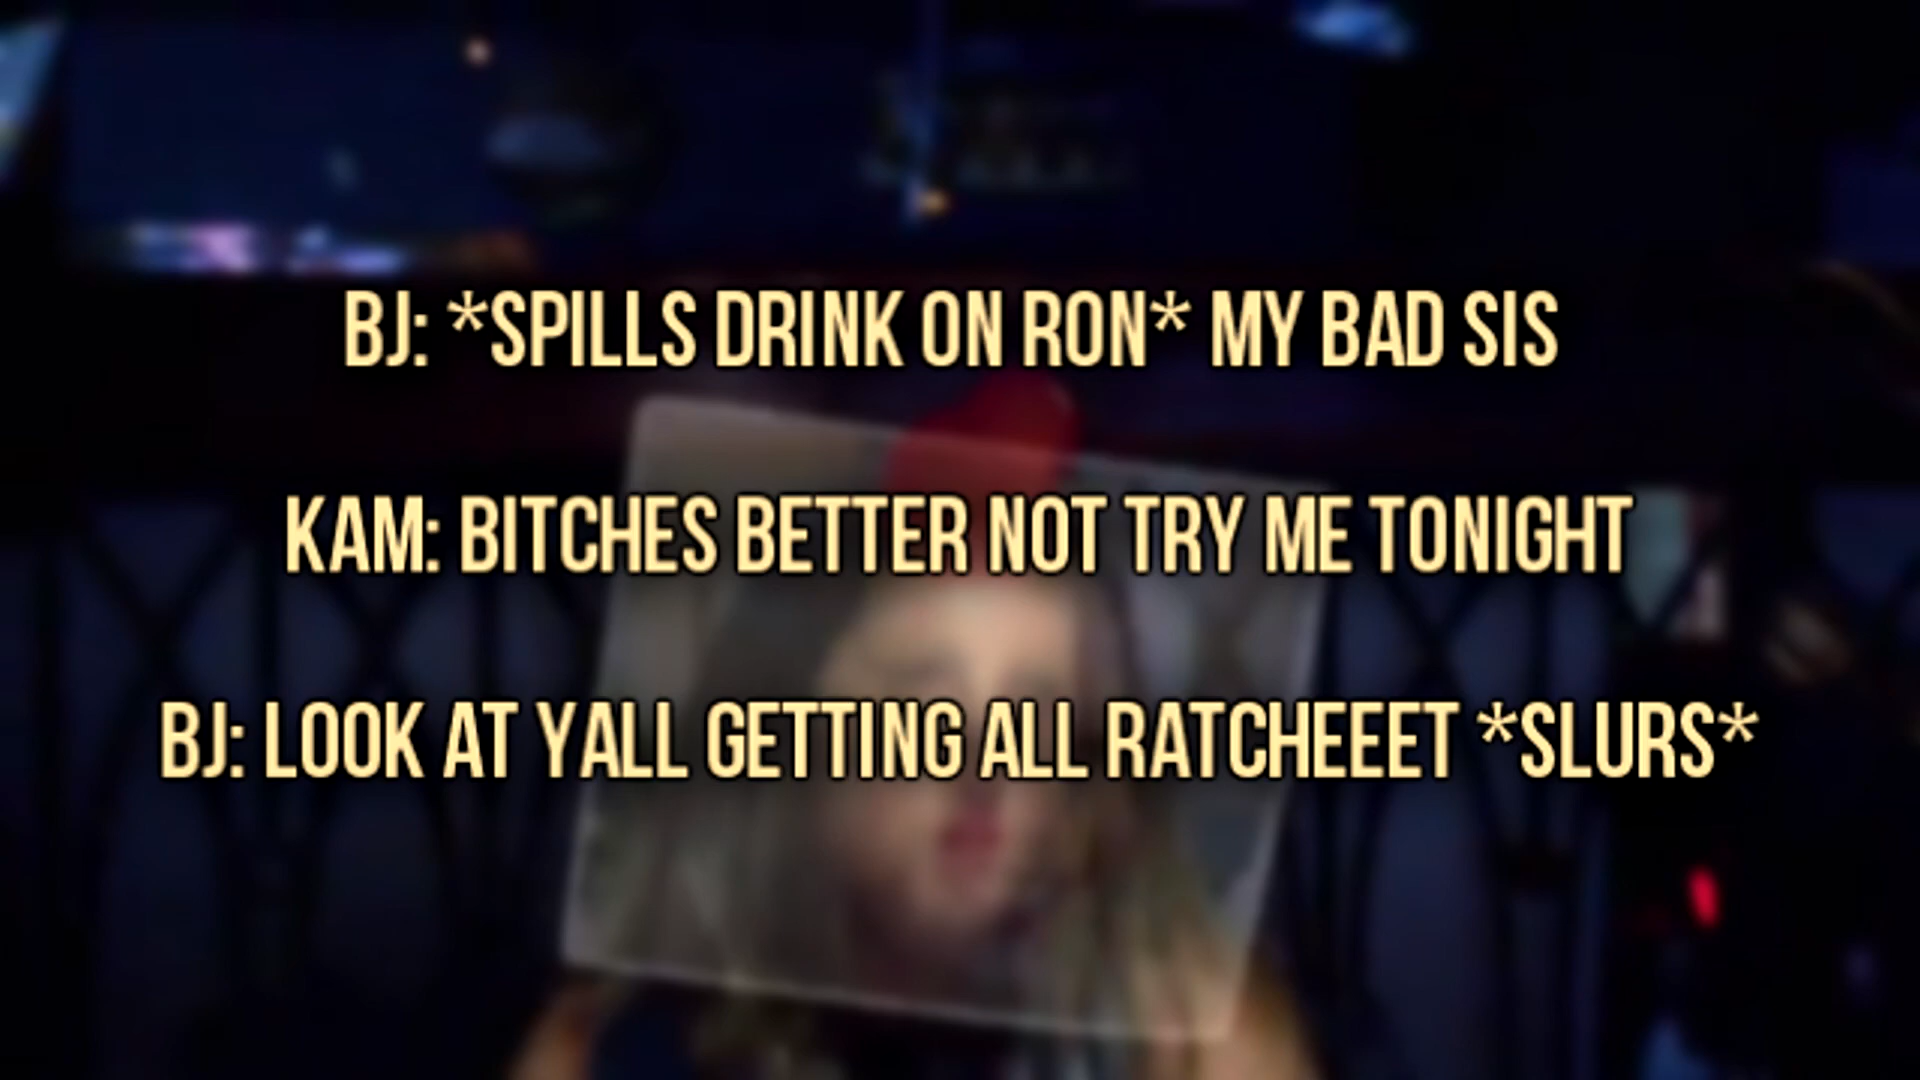 BJ: *SPILLS DRINK ON RON* MY BAD SIS
KAM: BITCHES BETTER NOT TRY ME TONIGHT
BJ: LOOK AT YALL GETTING ALL RATCHEEEET *SLURS*